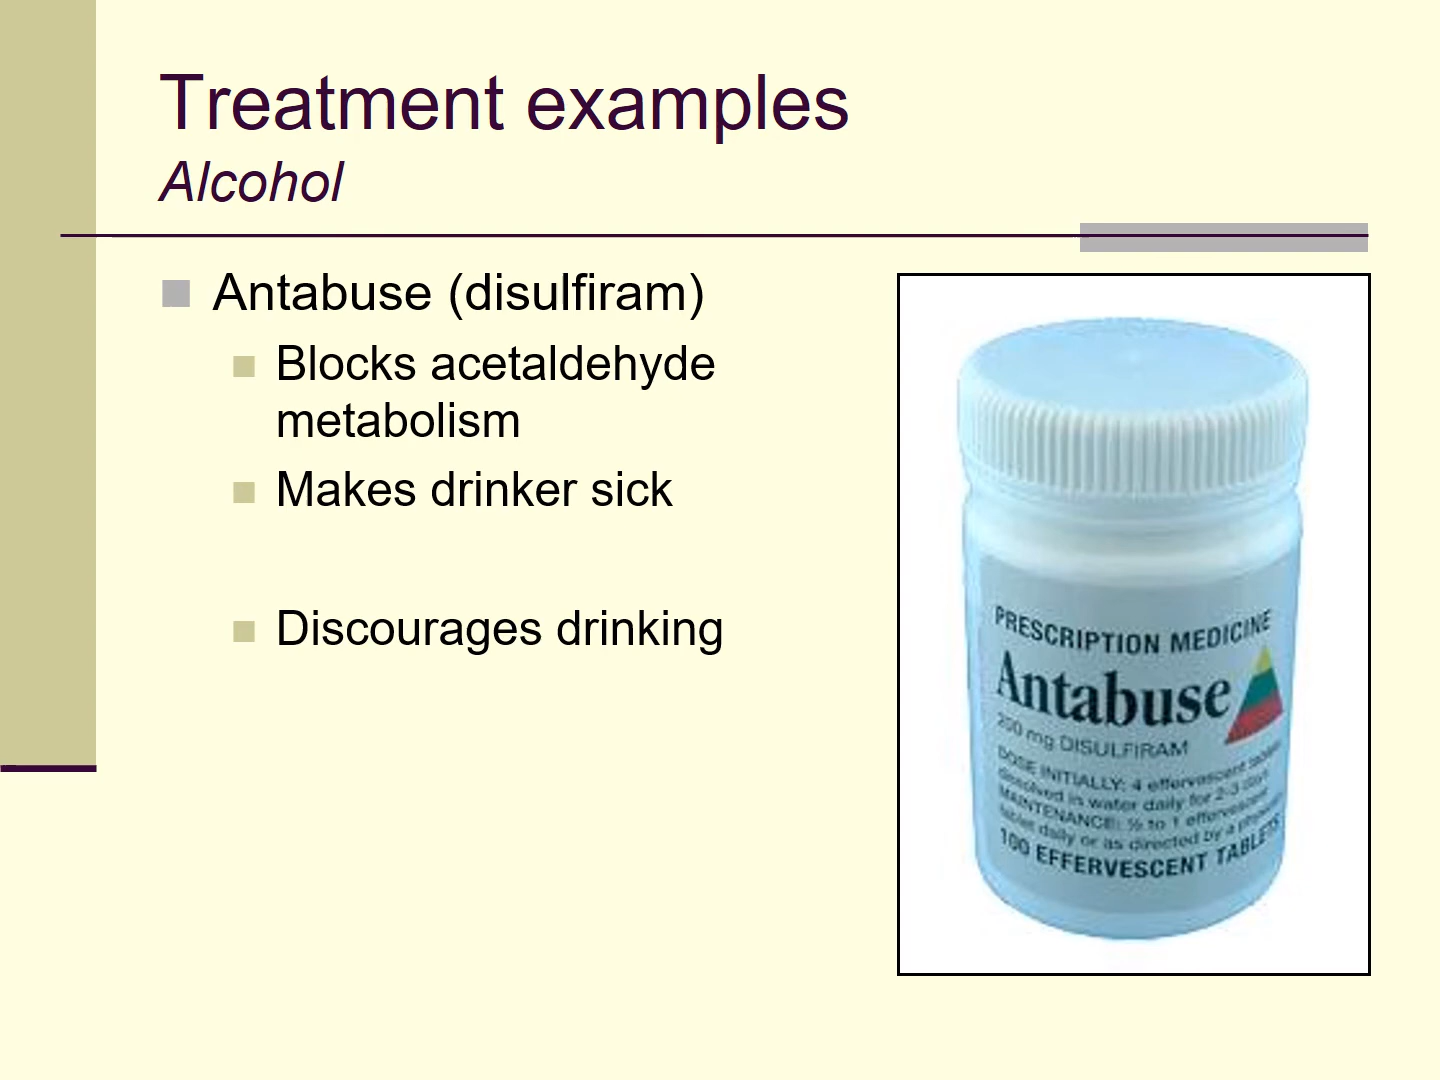 Treatment examples
Alcohol
Antabuse (disulfiram)
Blocks acetaldehyde
metabolism
Makes drinker sick
Discourages drinking
PRESCRIPTION MEDICINE
Antabuse
200 mg DISULFIRAM
DOSE INITIALLY: 4 effervescent tablets
dissolved in water daily for 2-3 days
MAINTENANCE: ½ to 1 effervescent
tablet daily or as directed by a physician
100 EFFERVESCENT TABLETS